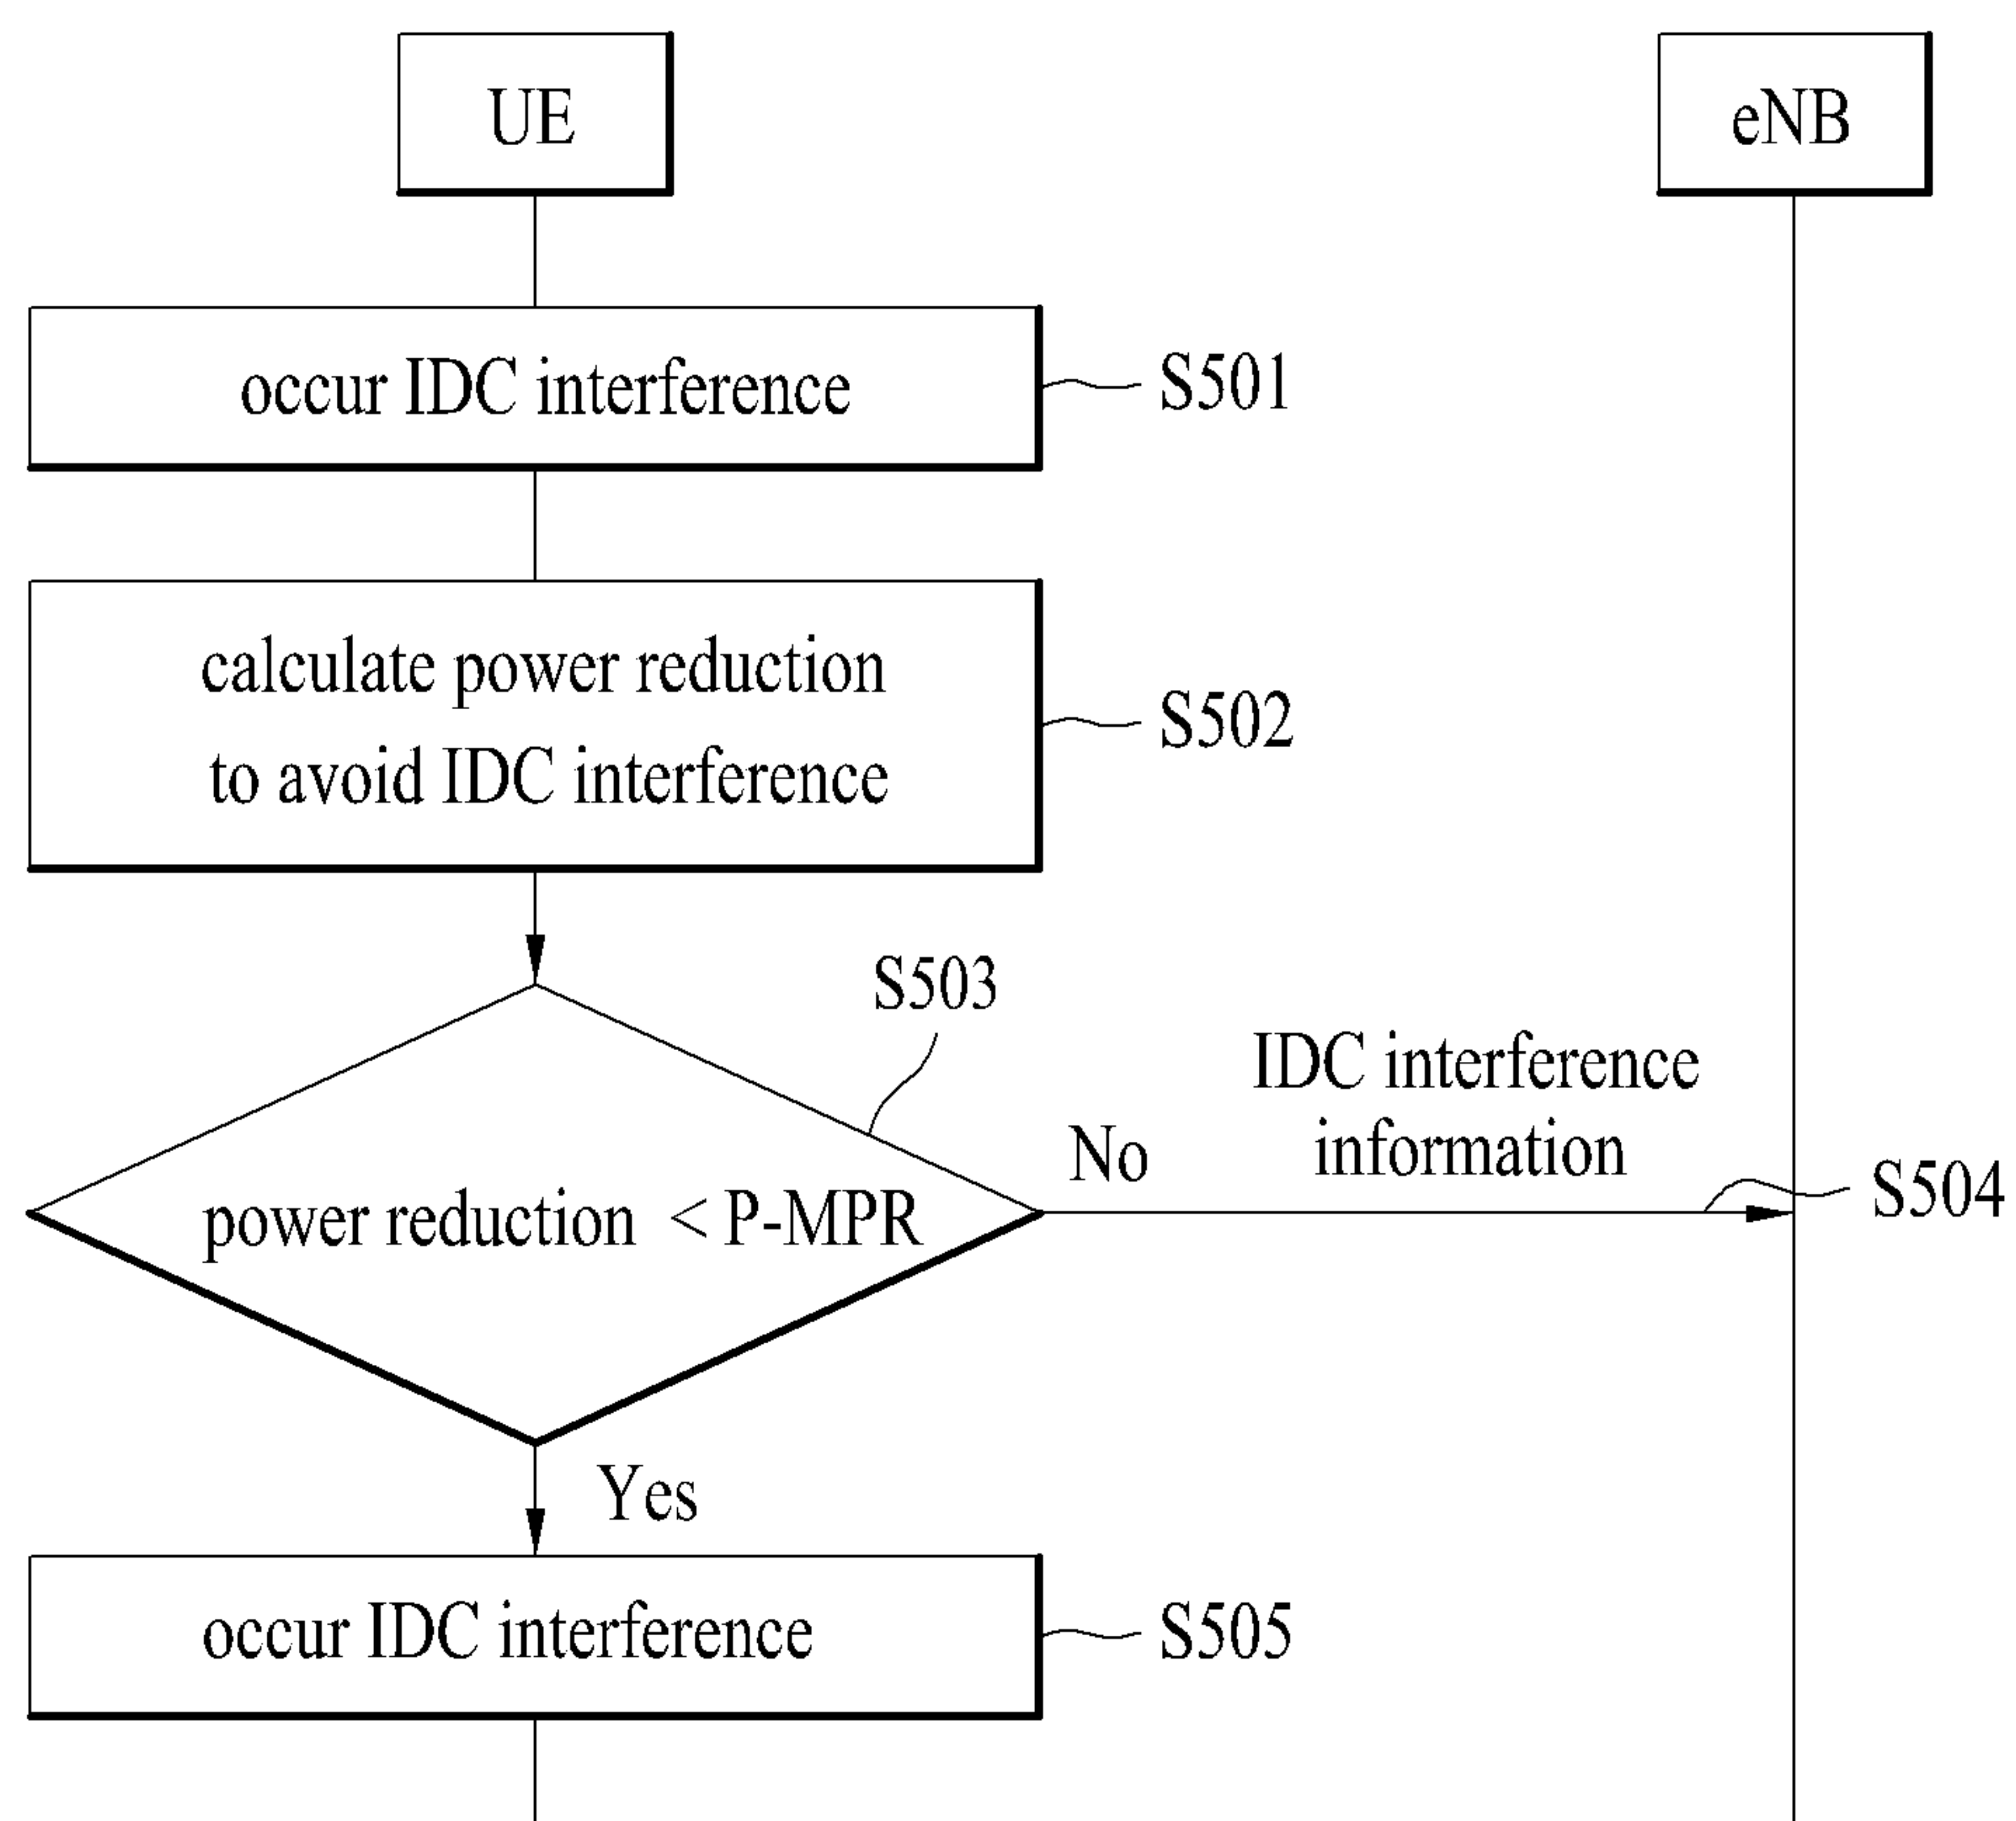 UE
eNB
occur IDC interference
S501
calculate power reduction
to avoid IDC interference
S502
S503
power reduction < P-MPR
No
IDC interference
information
S504
Yes
occur IDC interference
S505